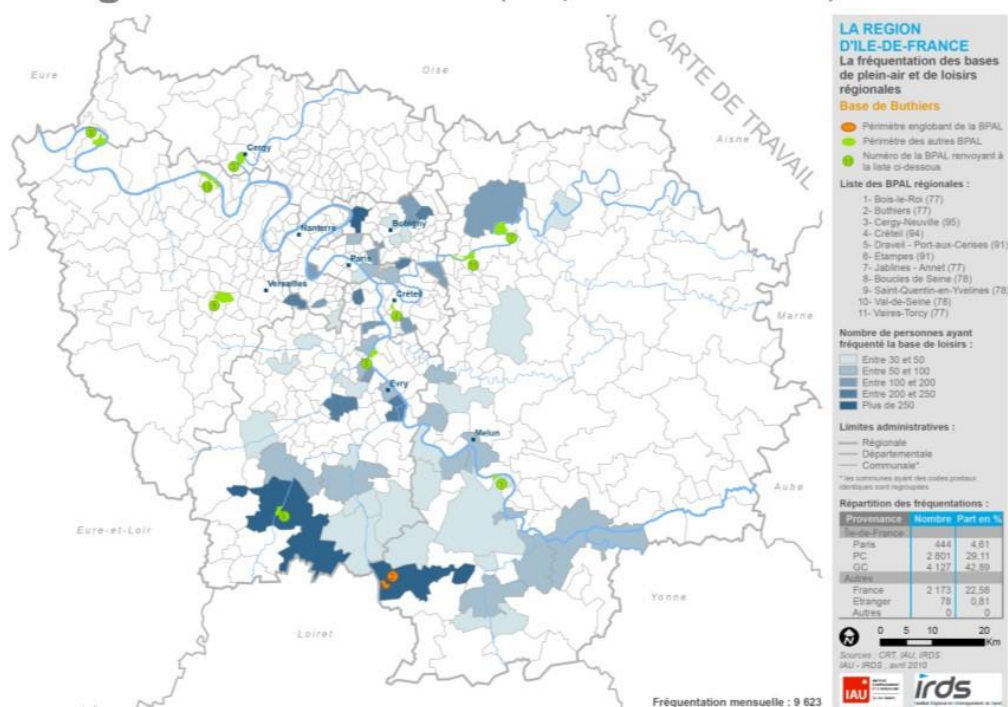 CARTE DE TRAVAIL
Eure
Oise
Aisne
Marne
Aube
Yonne
Loiret
Eure-et-Loir
Cergy
Nanterre
Bobigny
Paris
Versailles
Créteil
Evry
Melun
Fréquentation mensuelle : 9 623
LA REGION
D'ILE-DE-FRANCE
La fréquentation des bases
de plein-air et de loisirs
régionales
Base de Buthiers
Périmètre englobant de la BPAL
Périmètre des autres BPAL
Numéro de la BPAL renvoyant à
la liste ci-dessous
Liste des BPAL régionales :
1- Bois-le-Roi (77)
2- Buthiers (77)
3- Cergy-Neuville (95)
4- Créteil (94)
5- Draveil - Port-aux-Cerises (91)
6- Etampes (91)
7- Jablines - Annet (77)
8- Boucles de Seine (78)
9- Saint-Quentin-en-Yvelines (78)
10- Val-de-Seine (78)
11- Vaires-Torcy (77)
Nombre de personnes ayant
fréquenté la base de loisirs :
Entre 30 et 50
Entre 50 et 100
Entre 100 et 200
Entre 200 et 250
Plus de 250
Limites administratives :
Régionale
Départementale
Communale*
* les communes ayant des codes postaux
identiques sont regroupées
Répartition des fréquentations :
Provenance Nombre Part en %
Île-de-France
Paris 444 4,61
PC 2 801 29,11
GC 4 127 42,89
Autres
France 2 173 22,58
Etranger 78 0,81
Autres 0 0
N
0 5 10 20
Km
Sources : CRT, IAU, IRDS
IAU - IRDS , avril 2010
IAU
irds